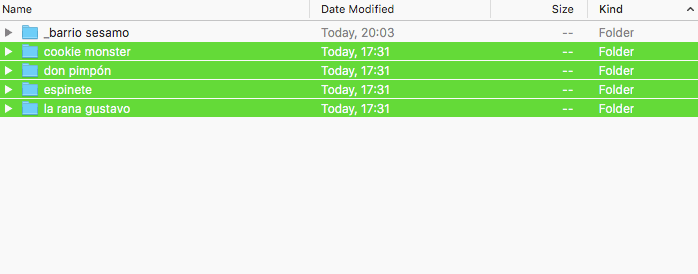 Name Date Modified Size Kind
_barrio sesamo Today, 20:03 -- Folder
cookie monster Today, 17:31 -- Folder
don pimpón Today, 17:31 -- Folder
espinete Today, 17:31 -- Folder
la rana gustavo Today, 17:31 -- Folder